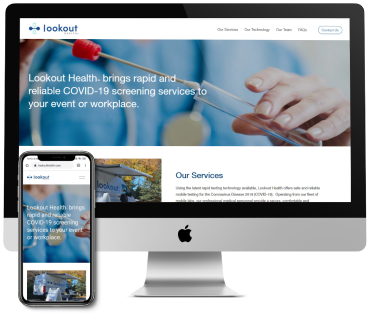 lookout
Our Services
Our Technology
Our Team
FAQs
Contact Us
Lookout Health. brings rapid and
reliable COVID-19 screening services to
your event or workplace.
Our Services
Using the latest rapid testing technology available, Lookout Health offers safe and reliable
mobile testing for the Coronavirus Disease 2019 (COVID-19). Operating from our fleet of
mobile labs, our professional medical personnel provide a secure, comfortable and
lookout
Lookout Health. brings
rapid and reliable
COVID-19 screening
services to your event
or workplace.